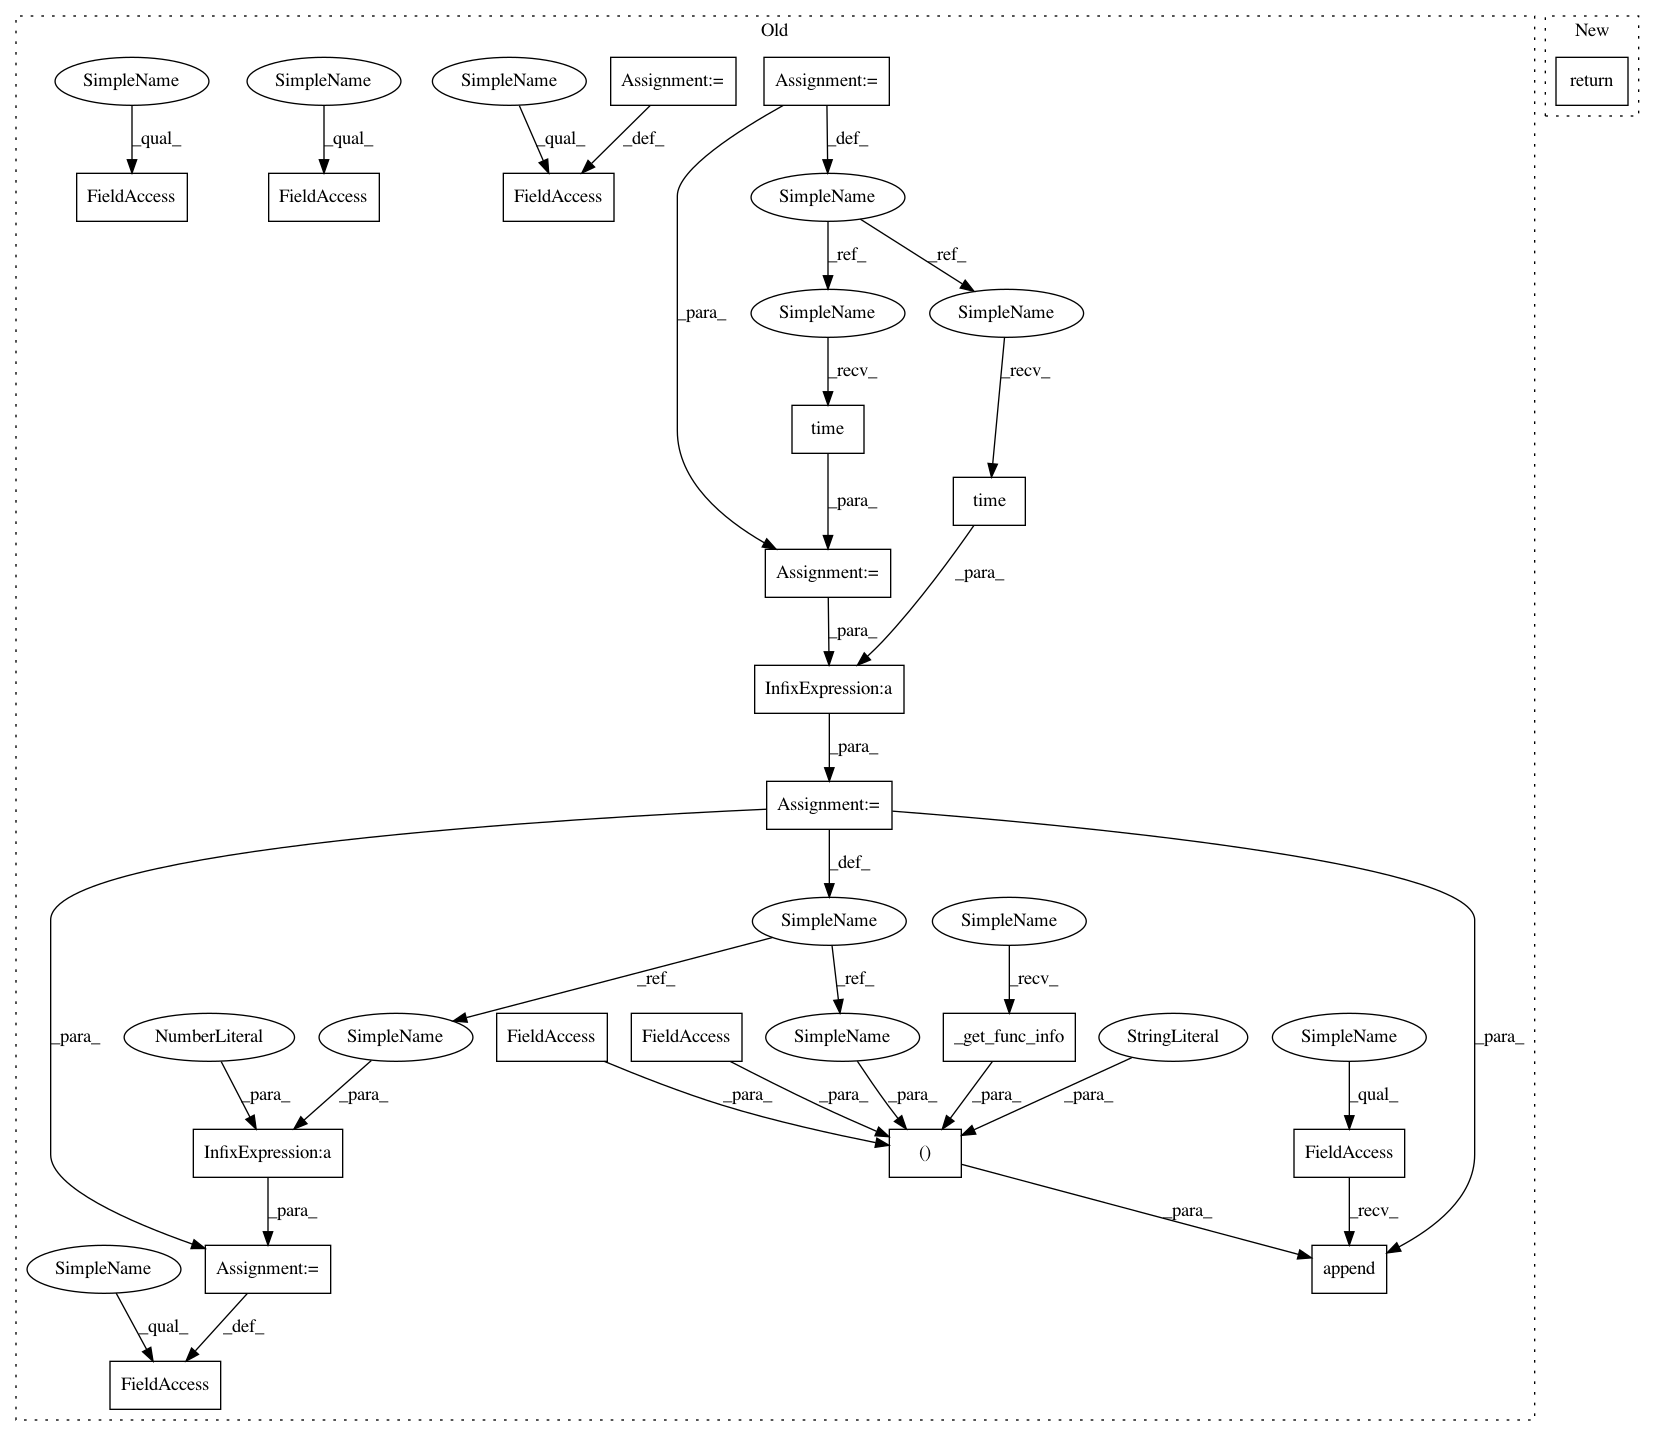 Old
New
SimpleName
SimpleName
SimpleName
Assignment:=
Assignment:=
return
_qual_
_qual_
_qual_
_def_
_def_
FieldAccess
FieldAccess
FieldAccess
SimpleName
_ref_
_ref_
_para_
SimpleName
SimpleName
_recv_
_recv_
time
time
_para_
_para_
Assignment:=
_para_
InfixExpression:a
_para_
Assignment:=
_def_
SimpleName
SimpleName
_ref_
_ref_
_recv_
_para_
NumberLiteral
SimpleName
FieldAccess
FieldAccess
SimpleName
_get_func_info
StringLiteral
SimpleName
_para_
_para_
_para_
_para_
_para_
_para_
_para_
_para_
_qual_
InfixExpression:a
()
FieldAccess
_para_
_para_
_recv_
SimpleName
Assignment:=
append
_qual_
_def_
FieldAccess